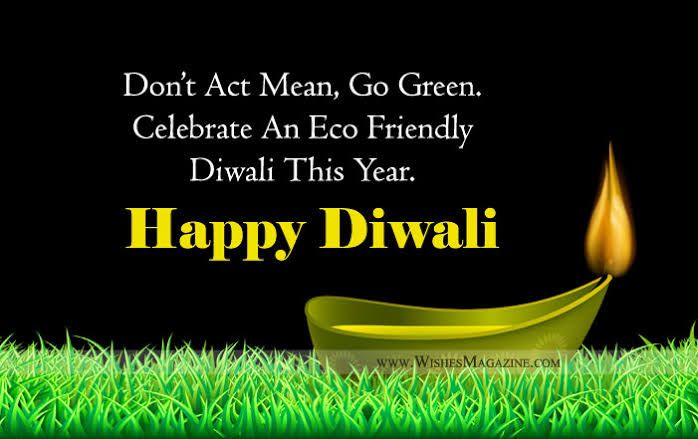 Don't Act Mean, Go Green.
Celebrate An Eco Friendly
Diwali This Year.
Happy Diwali
www.WishesMagazine.com